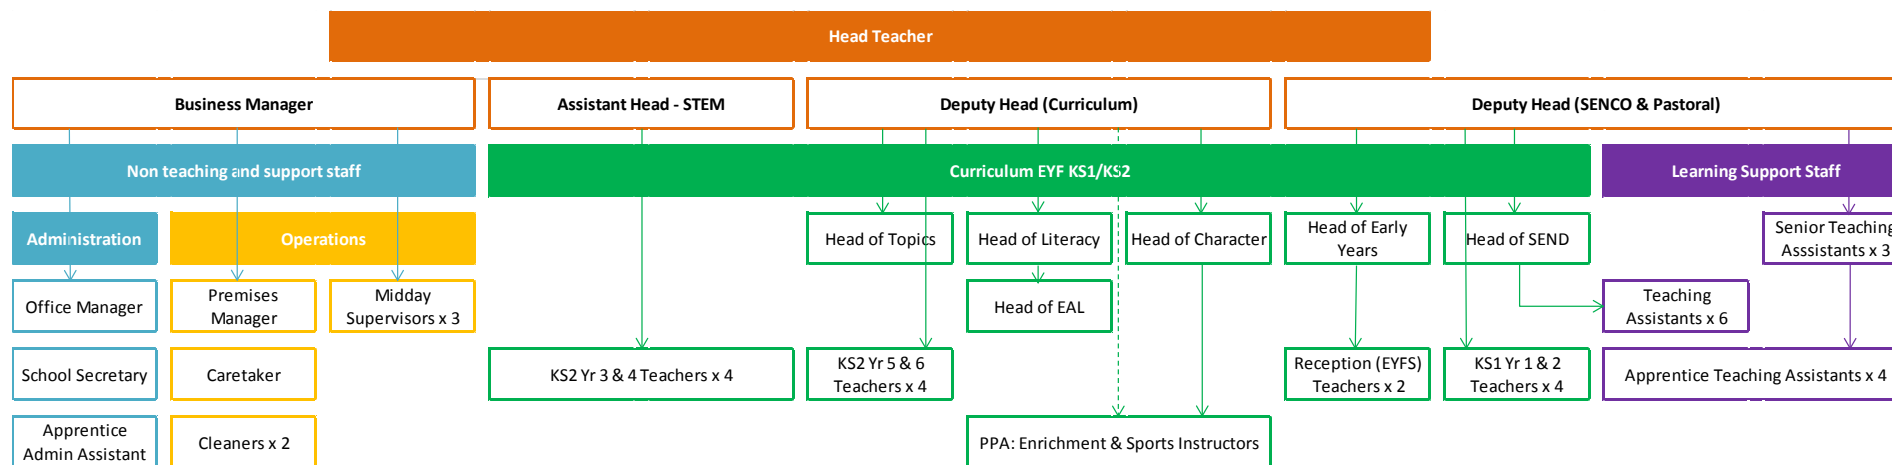 Head Teacher
Business Manager
Assistant Head - STEM
Deputy Head (Curriculum)
Deputy Head (SENCO & Pastoral)
Non teaching and support staff
Curriculum EYF KS1/KS2
Learning Support Staff
Administration
Operations
Head of Topics
Head of Literacy
Head of Character
Head of Early
Years
Head of SEND
Senior Teaching
Asssistants x 3
Office Manager
Premises
Manager
Midday
Supervisors x 3
Head of EAL
Teaching
Assistants x 6
School Secretary
Caretaker
KS2 Yr 3 & 4 Teachers x 4
KS2 Yr 5 & 6
Teachers x 4
Reception (EYFS)
Teachers x 2
KS1 Yr 1 & 2
Teachers x 4
Apprentice Teaching Assistants x 4
Apprentice
Admin Assistant
Cleaners x 2
PPA: Enrichment & Sports Instructors